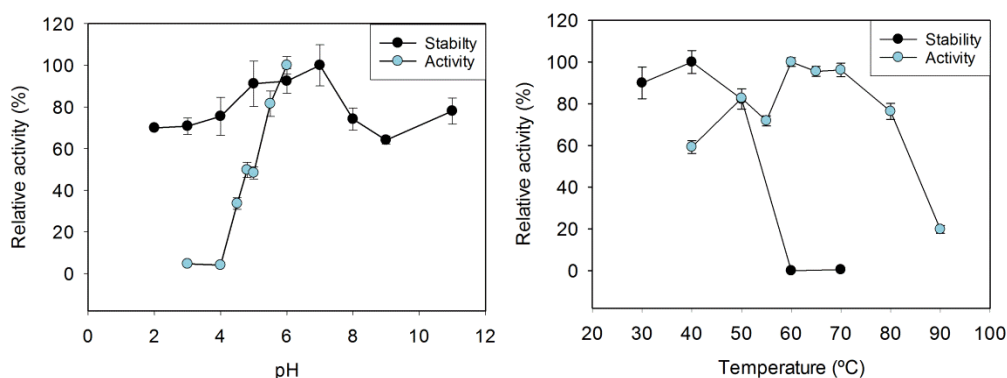 120
100
80
60
40
20
0
Relative activity (%)
0 2 4 6 8 10 12
pH
Stabilty
Activity
120
100
80
60
40
20
0
Relative activity (%)
20 30 40 50 60 70 80 90 100
Temperature (ºC)
Stability
Activity